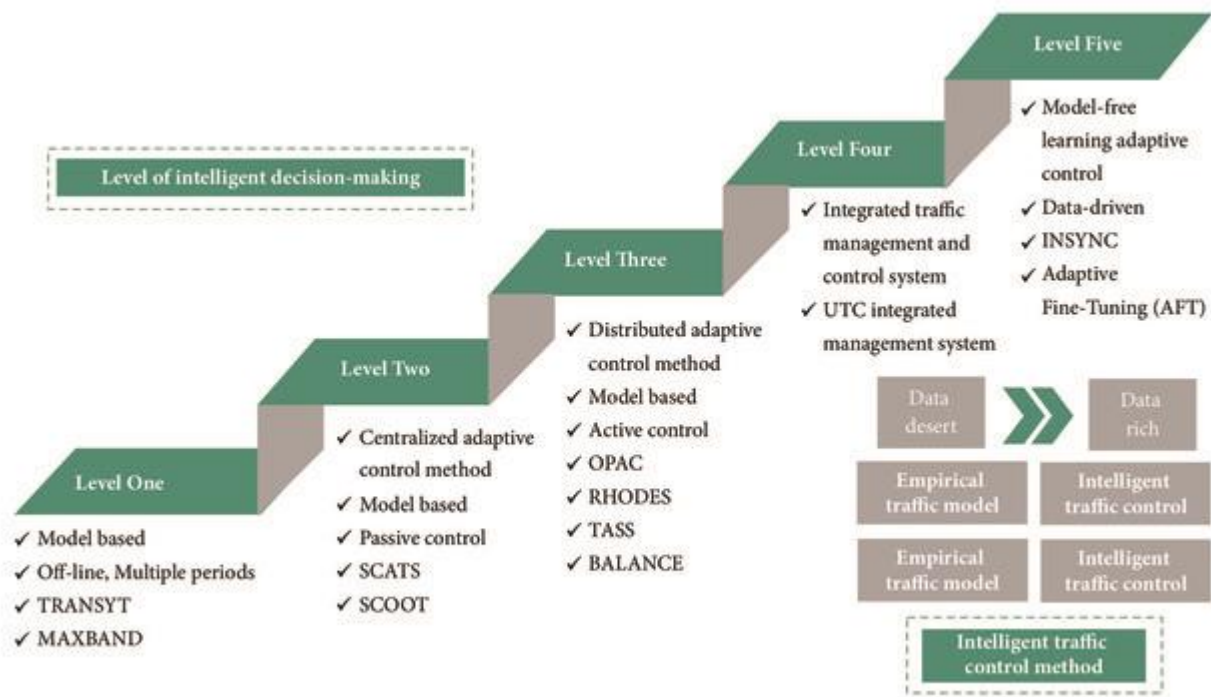 Level of intelligent decision-making
Level One
✓ Model based
✓ Off-line, Multiple periods
✓ TRANSYT
✓ MAXBAND
Level Two
✓ Centralized adaptive
control method
✓ Model based
✓ Passive control
✓ SCATS
✓ SCOOT
Level Three
✓ Distributed adaptive
control method
✓ Model based
✓ Active control
✓ OPAC
✓ RHODES
✓ TASS
✓ BALANCE
Level Four
✓ Integrated traffic
management and
control system
✓ UTC integrated
management system
Level Five
✓ Model-free
learning adaptive
control
✓ Data-driven
✓ INSYNC
✓ Adaptive
Fine-Tuning (AFT)
Data
desert
Data
rich
Empirical
traffic model
Intelligent
traffic control
Empirical
traffic model
Intelligent
traffic control
Intelligent traffic
control method